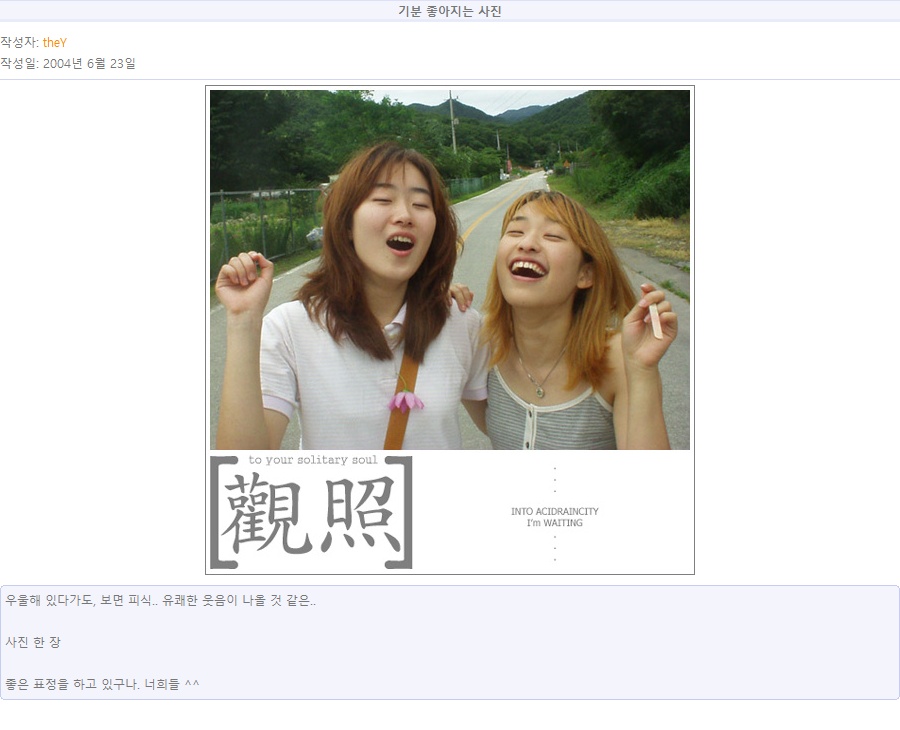 기분 좋아지는 사진
작성자: theY
작성일: 2004년 6월 23일
to your solitary soul
[觀照]
INTO ACIDRAINCITY
I'm WAITING
우울해 있다가도, 보면 피식.. 유쾌한 웃음이 나올 것 같은..
사진 한 장
좋은 표정을 하고 있구나. 너희들 ^^